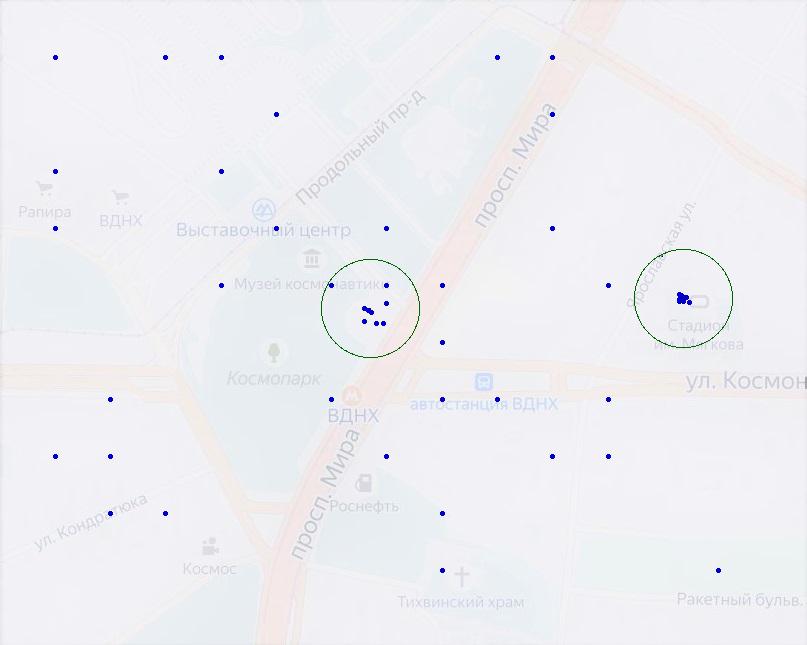 Продольный пр-д
просп. Мира
Рапира
ВДНХ
Выставочный центр
Ярославская ул.
Музей космонавтики
Стадион
им. Мягкова
Космопарк
ул. Космон
ВДНХ
автостанция ВДНХ
просп. Мира
Роснефть
ул. Кондратюка
Космос
Тихвинский храм
Ракетный бульв.